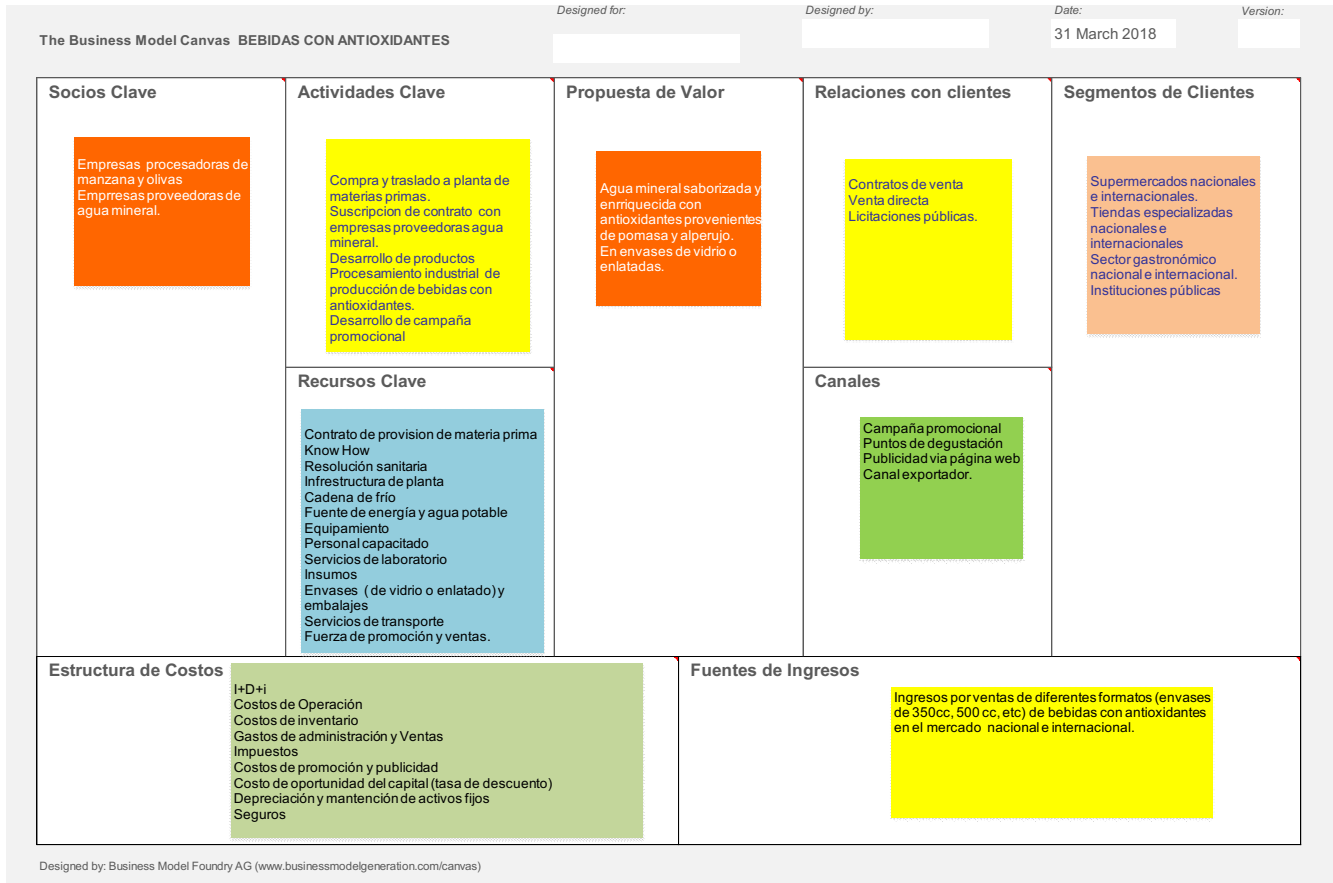 Designed for:
Designed by:
Date:
Version:
The Business Model Canvas  BEBIDAS CON ANTIOXIDANTES
31 March 2018
Socios Clave
Empresas  procesadoras de
manzana y olivas
Emprresas proveedoras de
agua mineral.
Actividades Clave
Compra y traslado a planta de
materias primas.
Suscripcion de contrato  con
empresas proveedoras agua
mineral.
Desarrollo de productos
Procesamiento industrial  de
producción de bebidas con
antioxidantes.
Desarrollo de campaña
promocional
Recursos Clave
Contrato de provision de materia prima
Know How
Resolución sanitaria
Infrestructura de planta
Cadena de frío
Fuente de energía y agua potable
Equipamiento
Personal capacitado
Servicios de laboratorio
Insumos
Envases  ( de vidrio o enlatado) y
embalajes
Servicios de transporte
Fuerza de promoción y ventas.
Propuesta de Valor
Agua mineral saborizada y
enrriquecida con
antioxidantes provenientes
de pomasa y alperujo.
En envases de vidrio o
enlatadas.
Relaciones con clientes
Contratos de venta
Venta directa
Licitaciones públicas.
Canales
Campaña promocional
Puntos de degustación
Publicidad via página web
Canal exportador.
Segmentos de Clientes
Supermercados nacionales
e internacionales.
Tiendas especializadas
nacionales e
internacionales
Sector gastronómico
nacional e internacional.
Instituciones públicas
Estructura de Costos
I+D+i
Costos de Operación
Costos de inventario
Gastos de administración y Ventas
Impuestos
Costos de promoción y publicidad
Costo de oportunidad del capital (tasa de descuento)
Depreciación y mantención de activos fijos
Seguros
Fuentes de Ingresos
Ingresos por ventas de diferentes formatos (envases
de 350cc, 500 cc, etc) de bebidas con antioxidantes
en el mercado  nacional e internacional.
Designed by: Business Model Foundry AG (www.businessmodelgeneration.com/canvas)